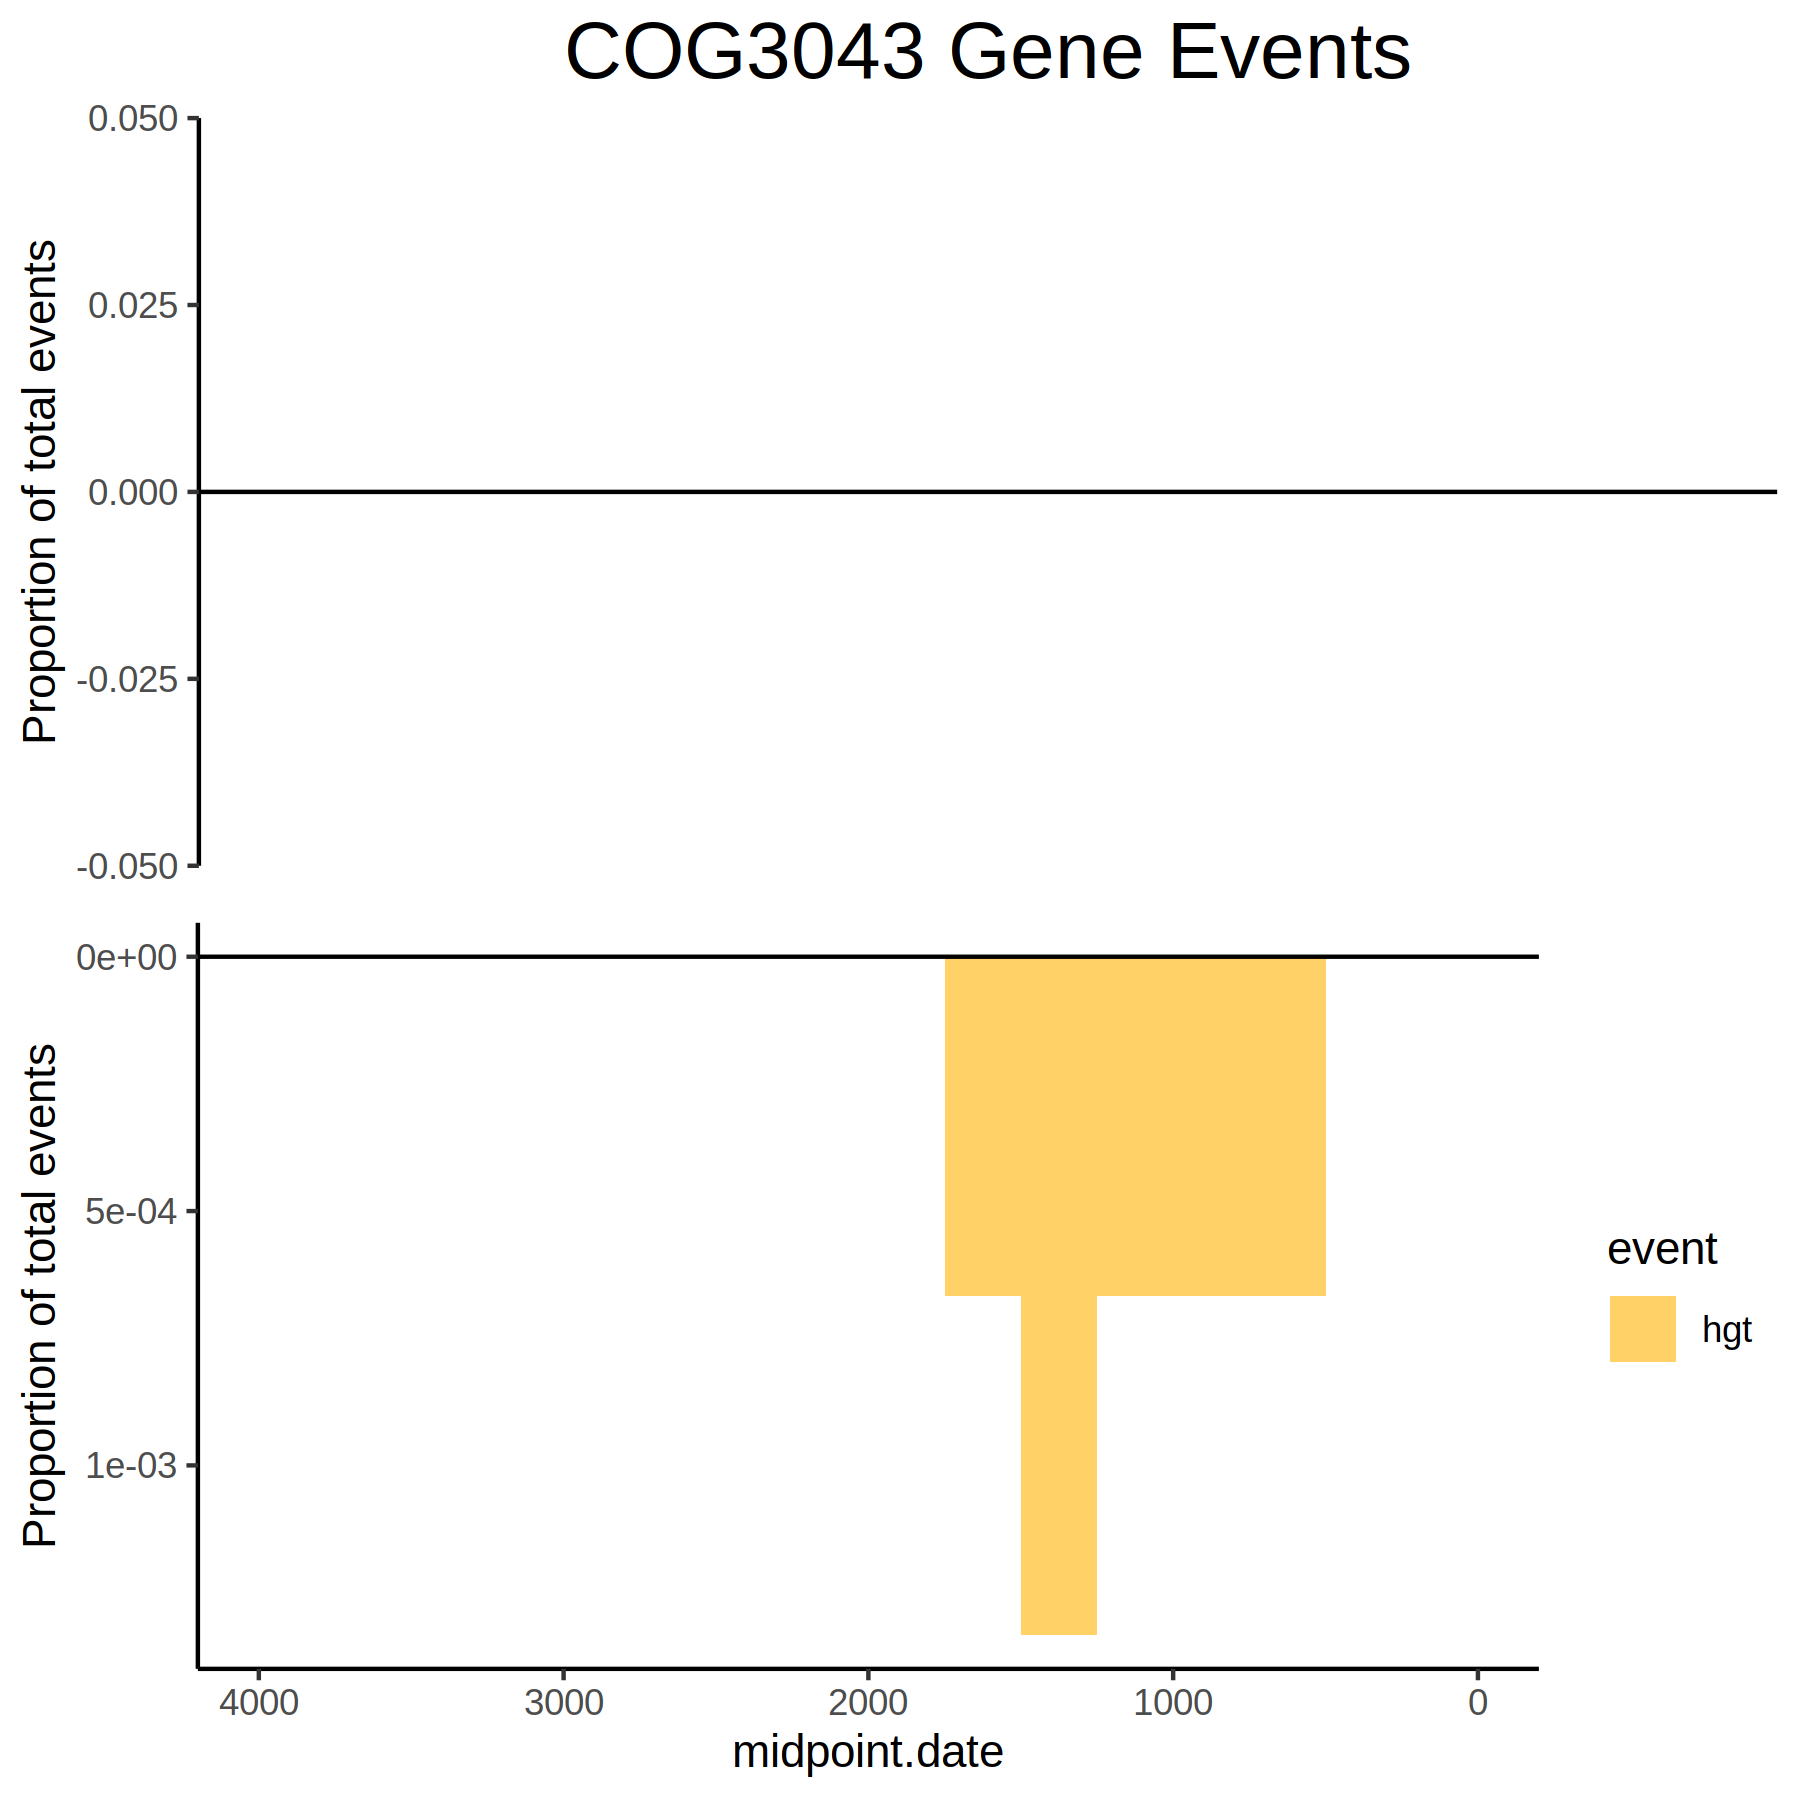 COG3043 Gene Events
0.050
0.025
0.000
-0.025
-0.050
Proportion of total events
0e+00
5e-04
1e-03
Proportion of total events
4000 3000 2000 1000 0
midpoint.date
event
hgt